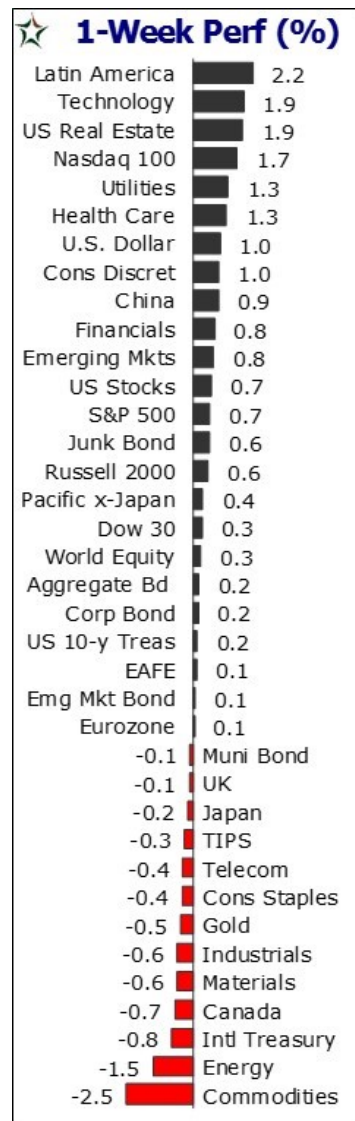 1-Week Perf (%)
Latin America 2.2
Technology 1.9
US Real Estate 1.9
Nasdaq 100 1.7
Utilities 1.3
Health Care 1.3
U.S. Dollar 1.0
Cons Discret 1.0
China 0.9
Financials 0.8
Emerging Mkts 0.8
US Stocks 0.7
S&P 500 0.7
Junk Bond 0.6
Russell 2000 0.6
Pacific x-Japan 0.4
Dow 30 0.3
World Equity 0.3
Aggregate Bd 0.2
Corp Bond 0.2
US 10-y Treas 0.2
EAFE 0.1
Emg Mkt Bond 0.1
Eurozone 0.1
-0.1 Muni Bond
-0.1 UK
-0.2 Japan
-0.3 TIPS
-0.4 Telecom
-0.4 Cons Staples
-0.5 Gold
-0.6 Industrials
-0.6 Materials
-0.7 Canada
-0.8 Intl Treasury
-1.5 Energy
-2.5 Commodities